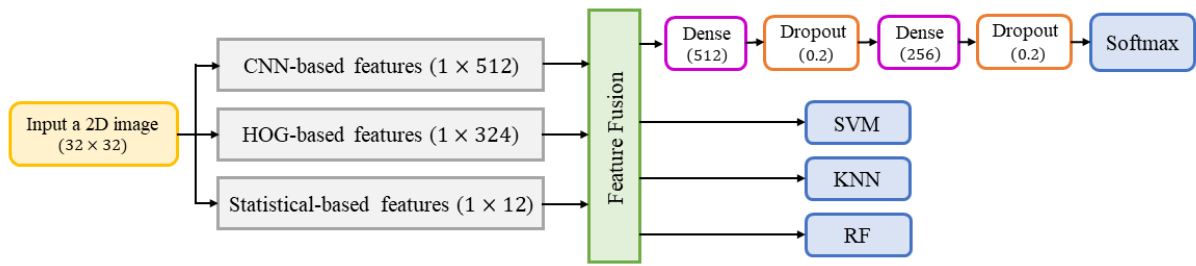 Input a 2D image
(32 × 32)
CNN-based features (1 × 512)
HOG-based features (1 × 324)
Statistical-based features (1 × 12)
Feature Fusion
Dense
(512)
Dropout
(0.2)
Dense
(256)
Dropout
(0.2)
Softmax
SVM
KNN
RF